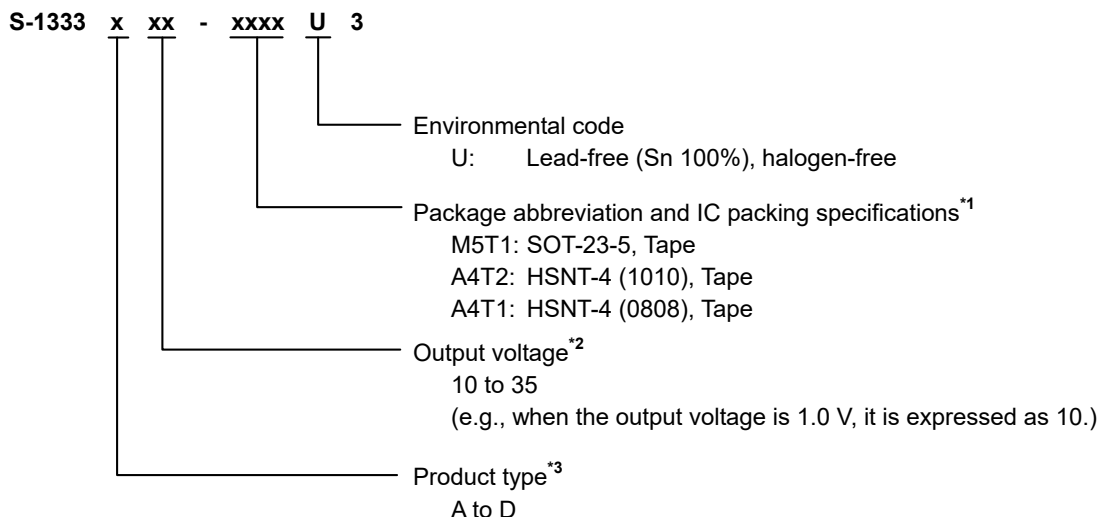 S-1333 x xx - xxxx U 3
Environmental code
U: Lead-free (Sn 100%), halogen-free
Package abbreviation and IC packing specifications*1
M5T1: SOT-23-5, Tape
A4T2: HSNT-4 (1010), Tape
A4T1: HSNT-4 (0808), Tape
Output voltage*2
10 to 35
(e.g., when the output voltage is 1.0 V, it is expressed as 10.)
Product type*3
A to D